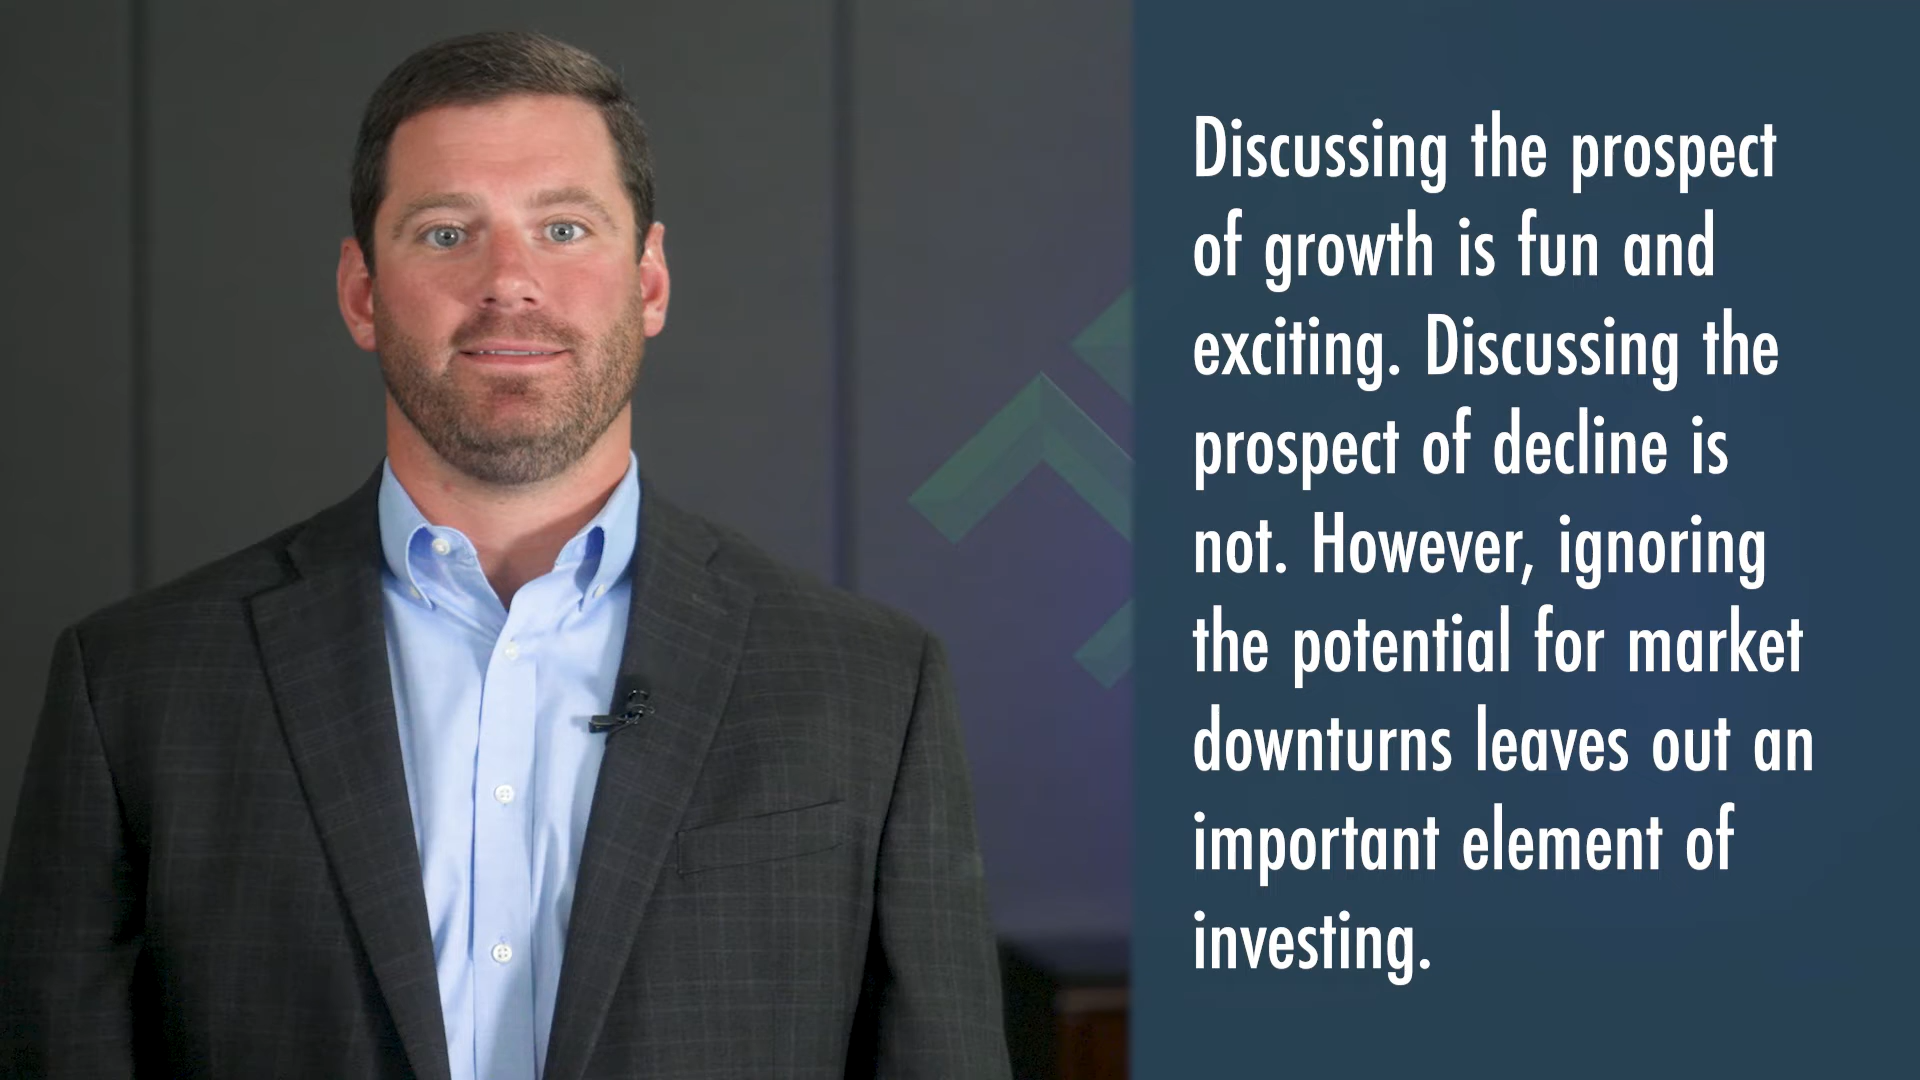 Discussing the prospect
of growth is fun and
exciting. Discussing the
prospect of decline is
not. However, ignoring
the potential for market
downturns leaves out an
important element of
investing.